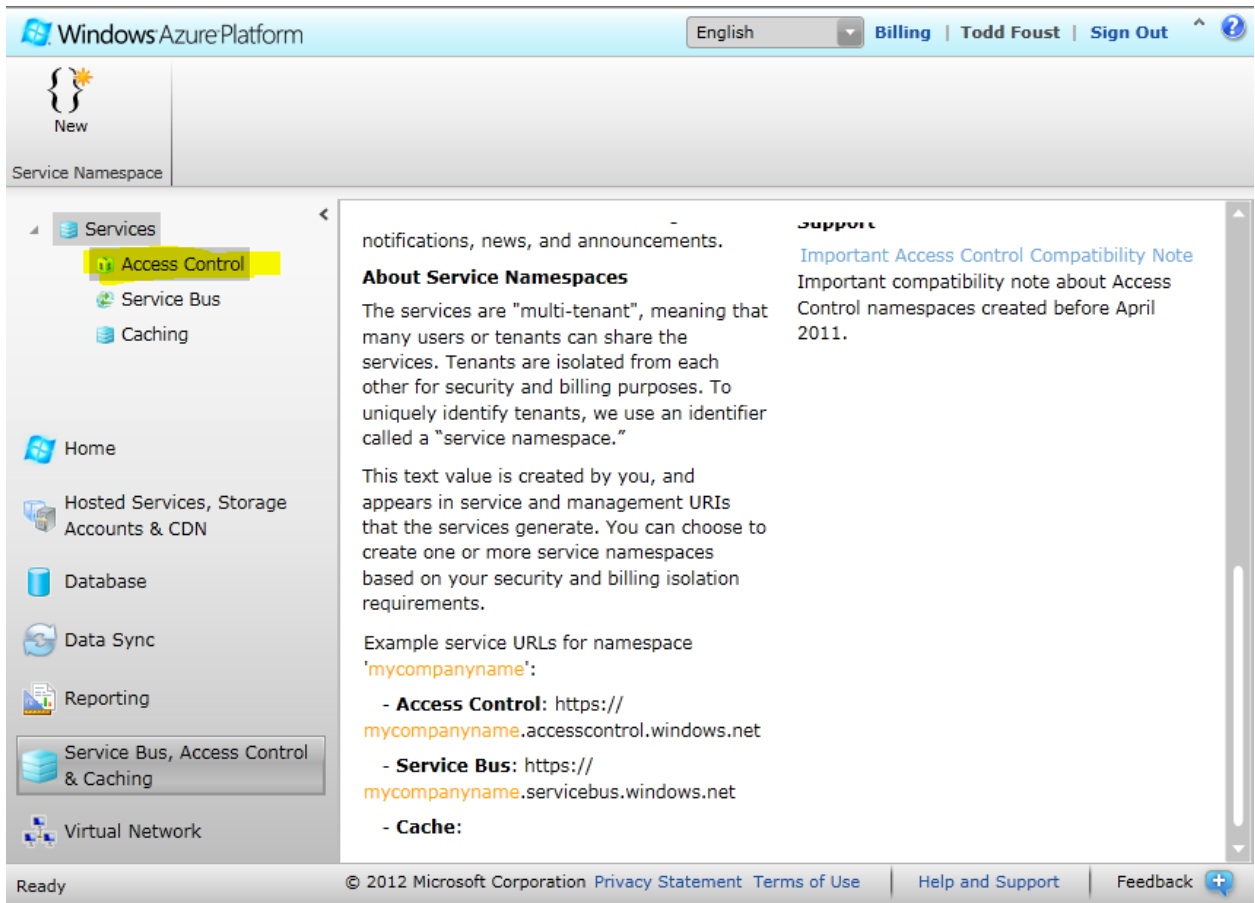 Windows Azure Platform
English
Billing | Todd Foust | Sign Out
New
Service Namespace
Services
Access Control
Service Bus
Caching
Home
Hosted Services, Storage
Accounts & CDN
Database
Data Sync
Reporting
Service Bus, Access Control
& Caching
Virtual Network
notifications, news, and announcements.
About Service Namespaces
The services are "multi-tenant", meaning that
many users or tenants can share the
services. Tenants are isolated from each
other for security and billing purposes. To
uniquely identify tenants, we use an identifier
called a “service namespace.”
This text value is created by you, and
appears in service and management URIs
that the services generate. You can choose to
create one or more service namespaces
based on your security and billing isolation
requirements.
Example service URLs for namespace
'mycompanyname':
- Access Control: https://
mycompanyname.accesscontrol.windows.net
- Service Bus: https://
mycompanyname.servicebus.windows.net
- Cache:
Support
Important Access Control Compatibility Note
Important compatibility note about Access
Control namespaces created before April
2011.
Ready
© 2012 Microsoft Corporation Privacy Statement Terms of Use
Help and Support
Feedback